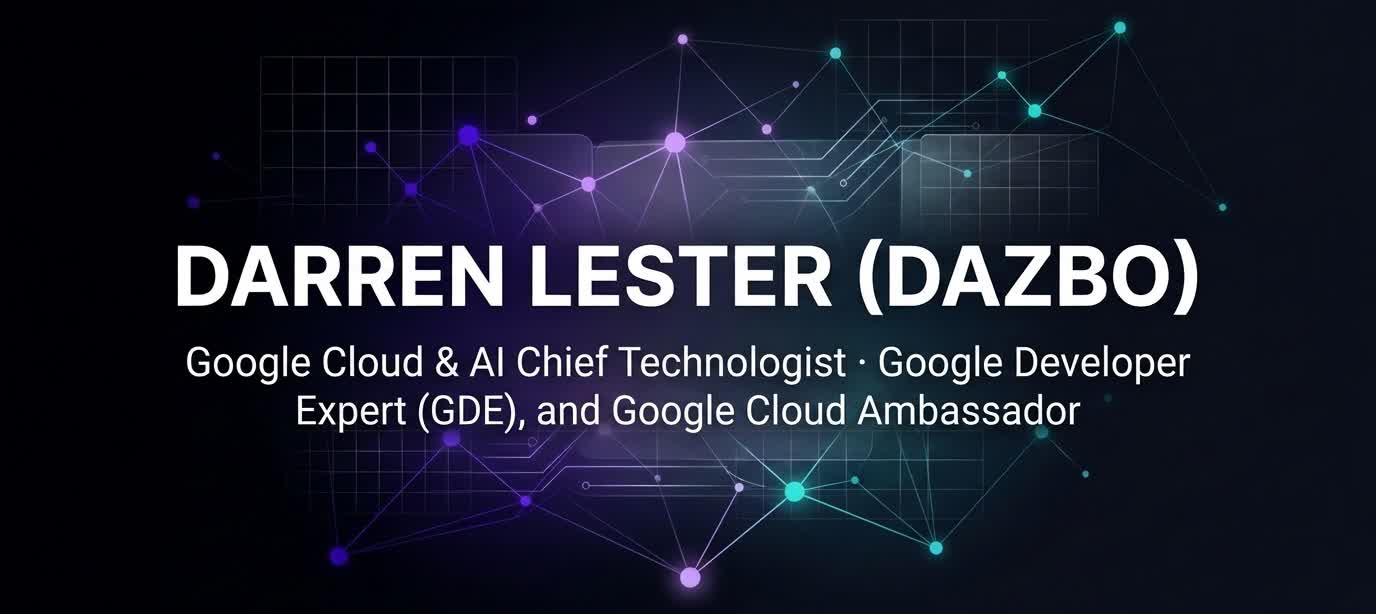 DARREN LESTER (DAZBO)
Google Cloud & AI Chief Technologist · Google Developer
Expert (GDE), and Google Cloud Ambassador